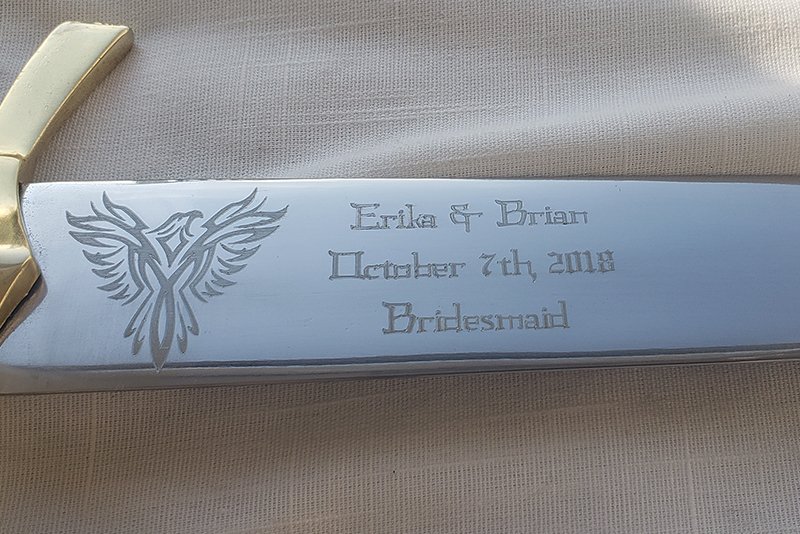 Erika & Brian
October 7th, 2018
Bridesmaid